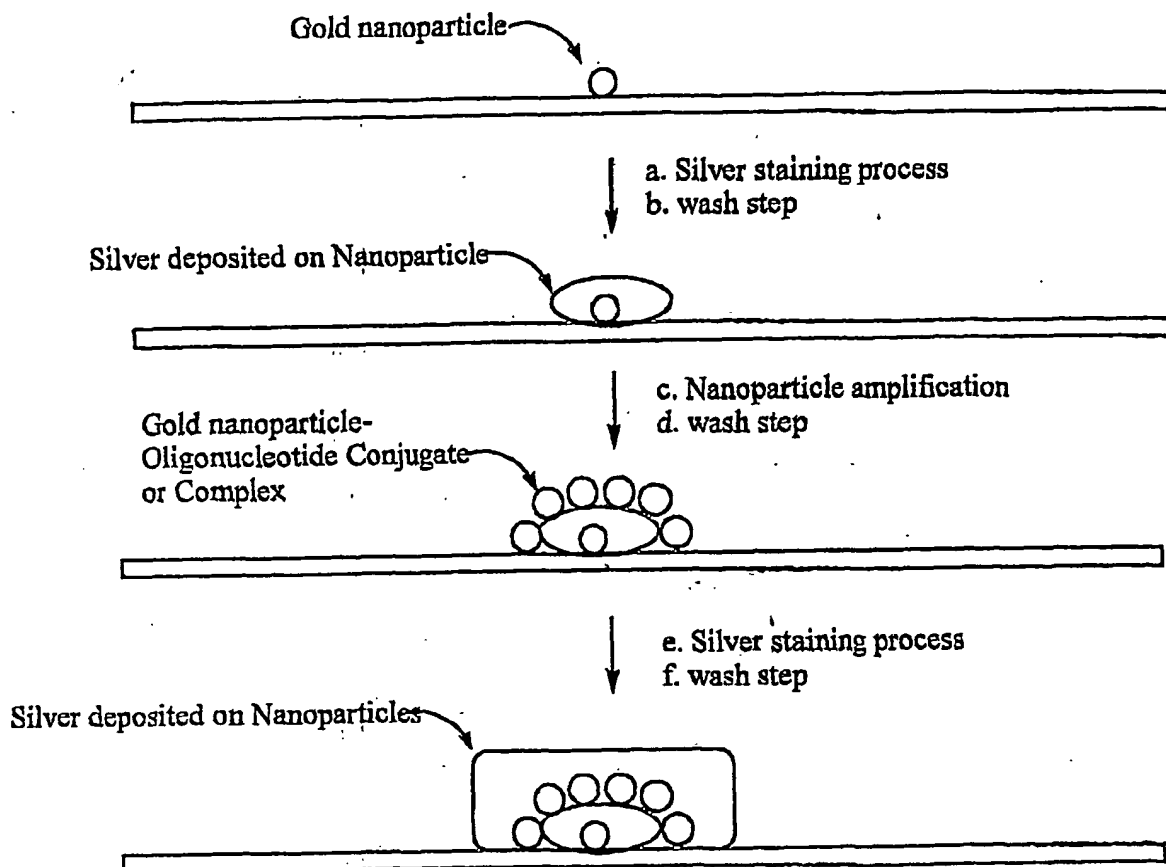 Gold nanoparticle
a. Silver staining process
b. wash step
Silver deposited on Nanoparticle
c. Nanoparticle amplification
d. wash step
Gold nanoparticle-
Oligonucleotide Conjugate
or Complex
e. Silver staining process
f. wash step
Silver deposited on Nanoparticles